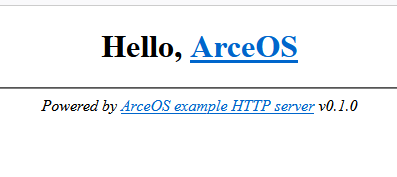 Hello, ArceOS
Powered by ArceOS example HTTP server v0.1.0